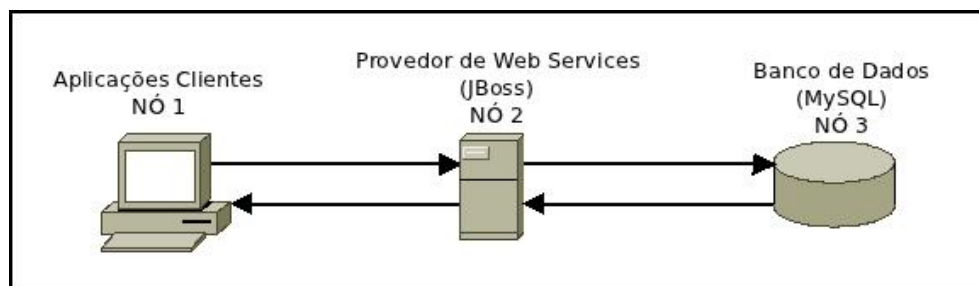 Aplicações Clientes
NÓ 1
Provedor de Web Services
(JBoss)
NÓ 2
Banco de Dados
(MySQL)
NÓ 3